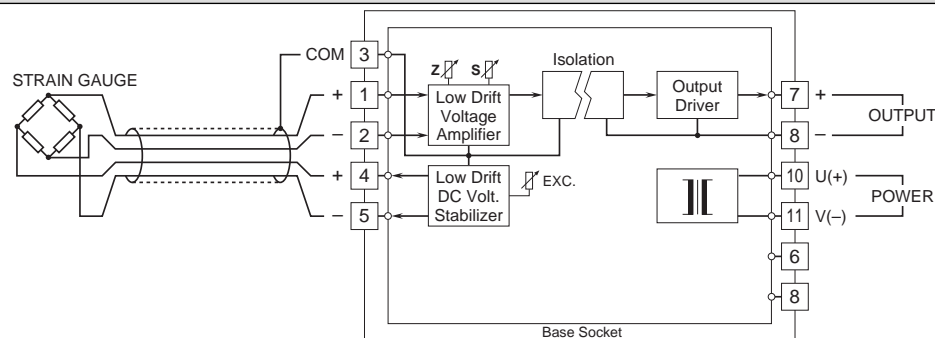 STRAIN GAUGE
COM 3
Z S
Isolation
+ 1
Low Drift
Voltage
Amplifier
Output
Driver
7 +
OUTPUT
− 2
8 −
+ 4
Low Drift
DC Volt.
Stabilizer
EXC.
10 U(+)
POWER
− 5
11 V(–)
6
8
Base Socket